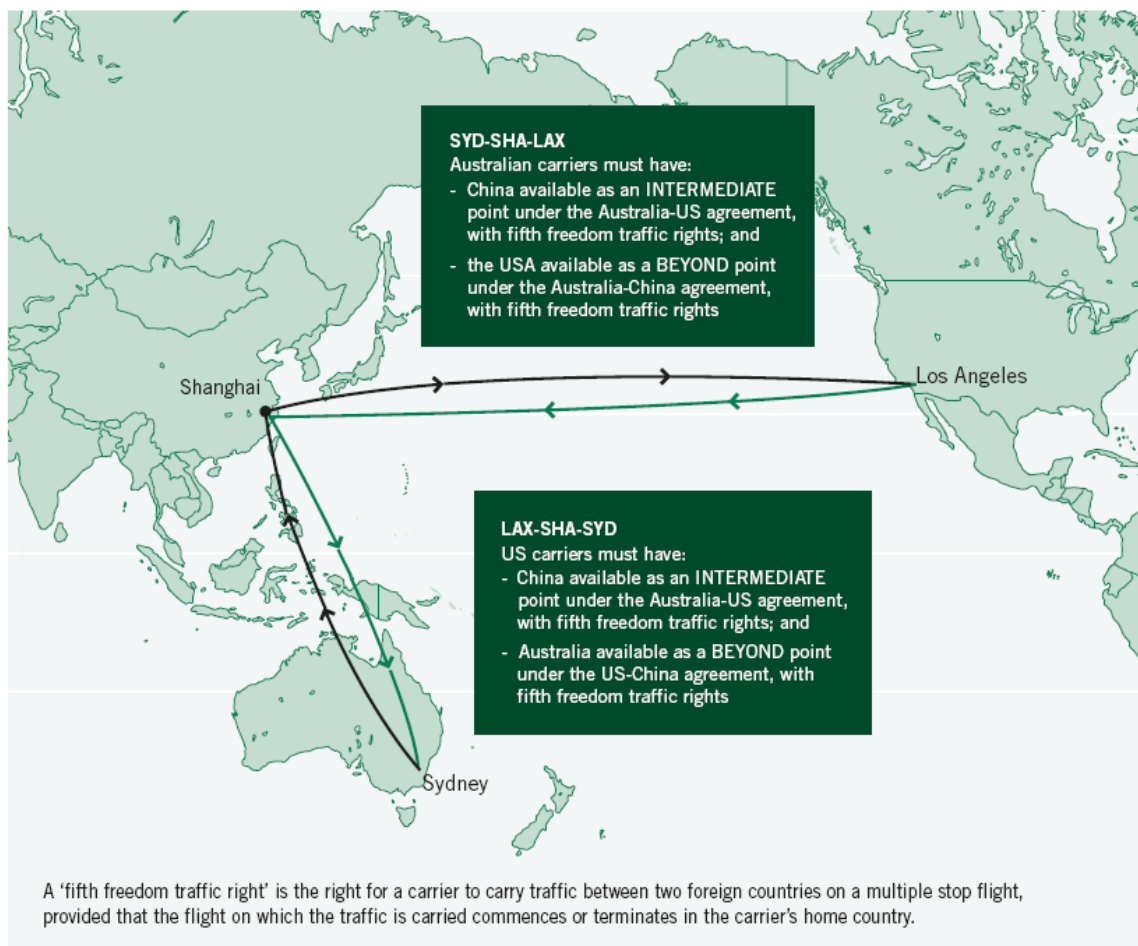 SYD-SHA-LAX
Australian carriers must have:
- China available as an INTERMEDIATE
point under the Australia-US agreement,
with fifth freedom traffic rights; and
- the USA available as a BEYOND point
under the Australia-China agreement,
with fifth freedom traffic rights
Shanghai
Los Angeles
LAX-SHA-SYD
US carriers must have:
- China available as an INTERMEDIATE
point under the Australia-US agreement,
with fifth freedom traffic rights; and
- Australia available as a BEYOND point
under the US-China agreement, with
fifth freedom traffic rights
Sydney
A ‘fifth freedom traffic right’ is the right for a carrier to carry traffic between two foreign countries on a multiple stop flight,
provided that the flight on which the traffic is carried commences or terminates in the carrier’s home country.